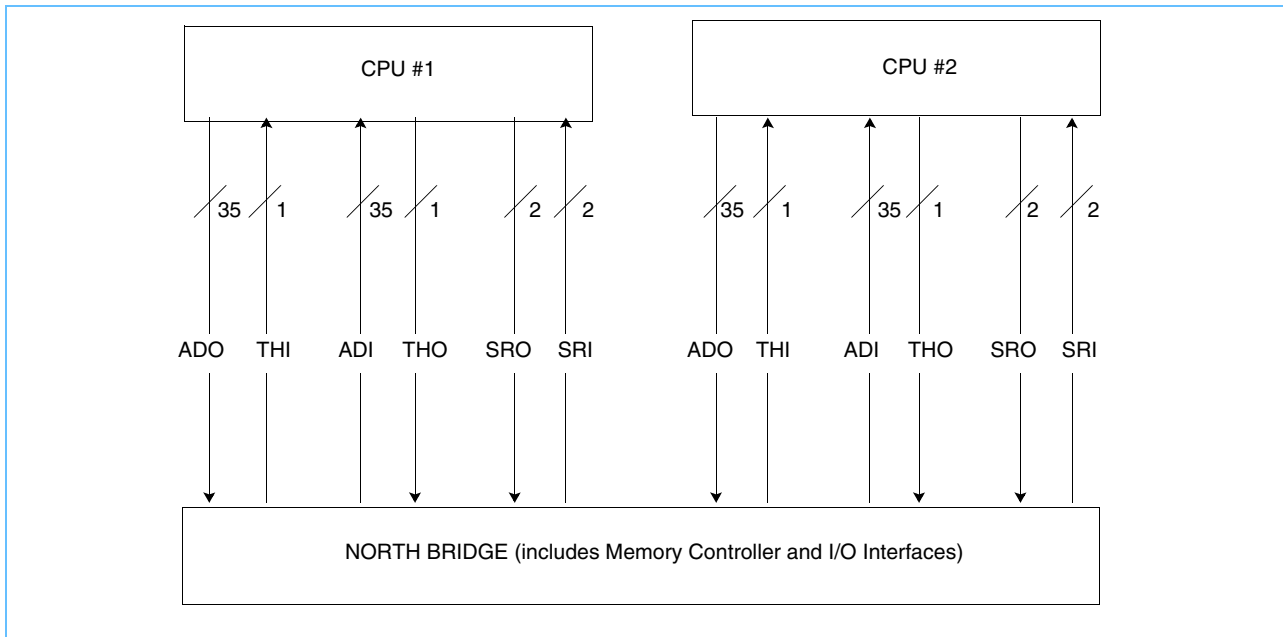 CPU #1 CPU #2
35 1 35 1 2 2 35 1 35 1 2 2
ADO THI ADI THO SRO SRI ADO THI ADI THO SRO SRI
NORTH BRIDGE (includes Memory Controller and I/O Interfaces)